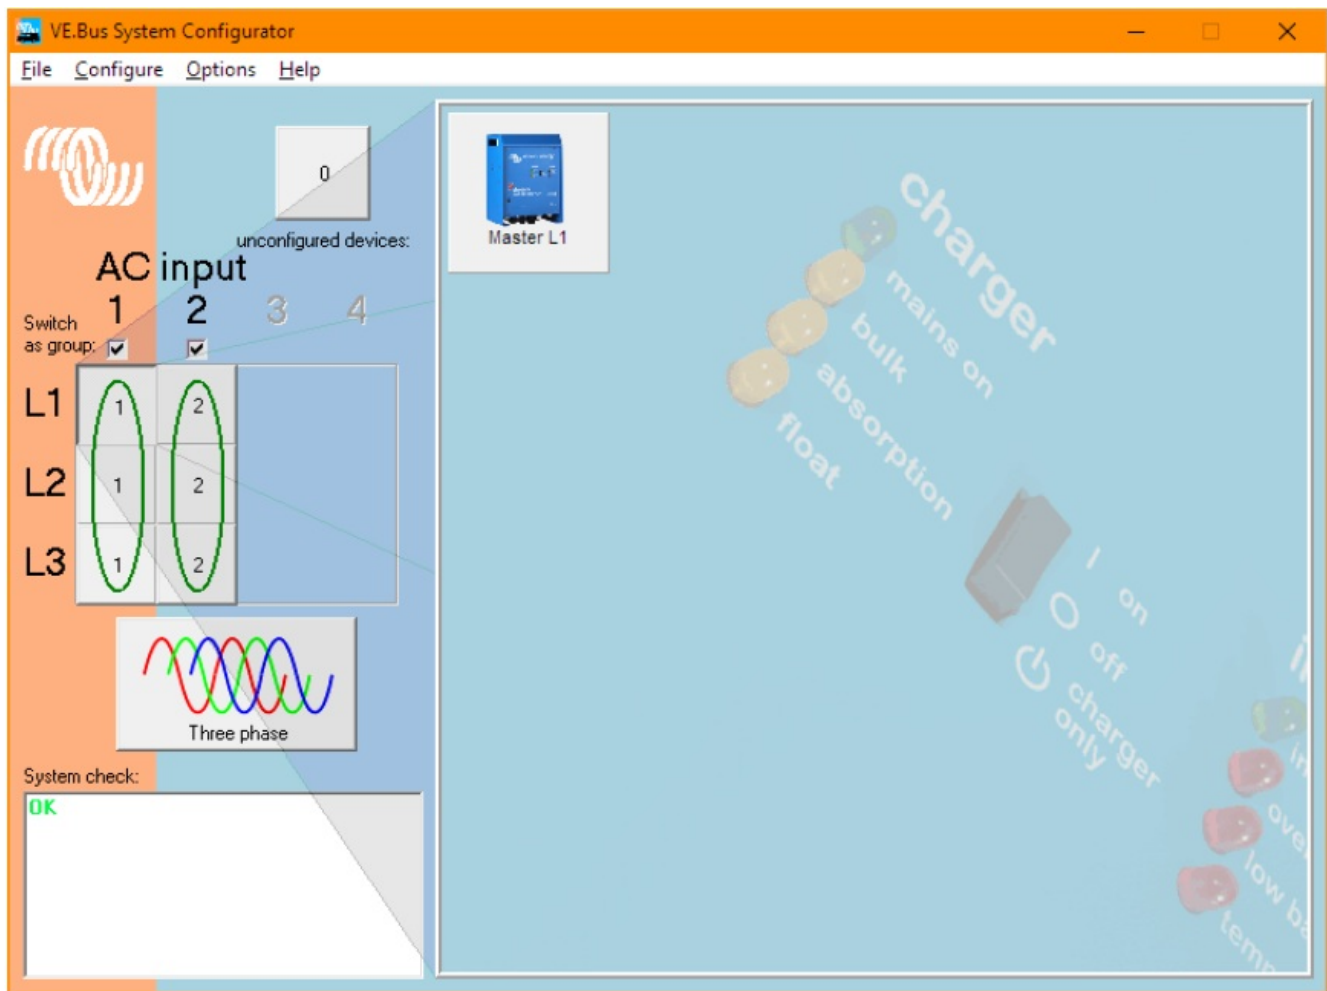 VE.Bus System Configurator
File Configure Options Help
0
unconfigured devices:
AC input
1 2 3 4
Switch
as group:
L1 1 2
L2 1 2
L3 1 2
Three phase
System check:
OK
Master L1
charger
mains on
bulk
absorption
float
I on
O off
charger
only